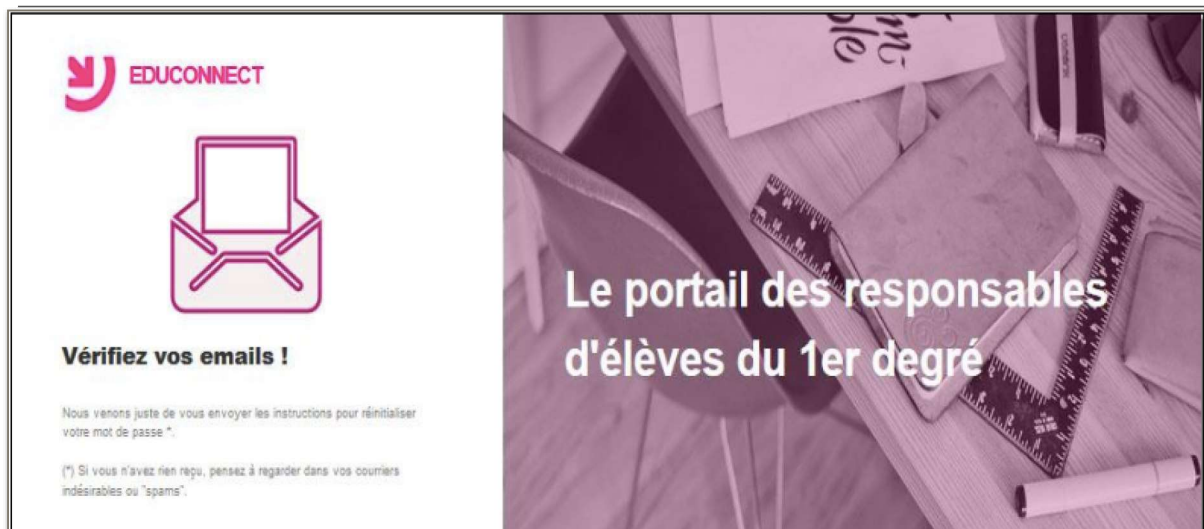 EDUCONNECT
Vérifiez vos emails !
Nous venons juste de vous envoyer les instructions pour réinitialiser
votre mot de passe *.
(*) Si vous n'avez rien reçu, pensez à regarder dans vos courriers
indésirables ou "spams".
Le portail des responsables
d'élèves du 1er degré